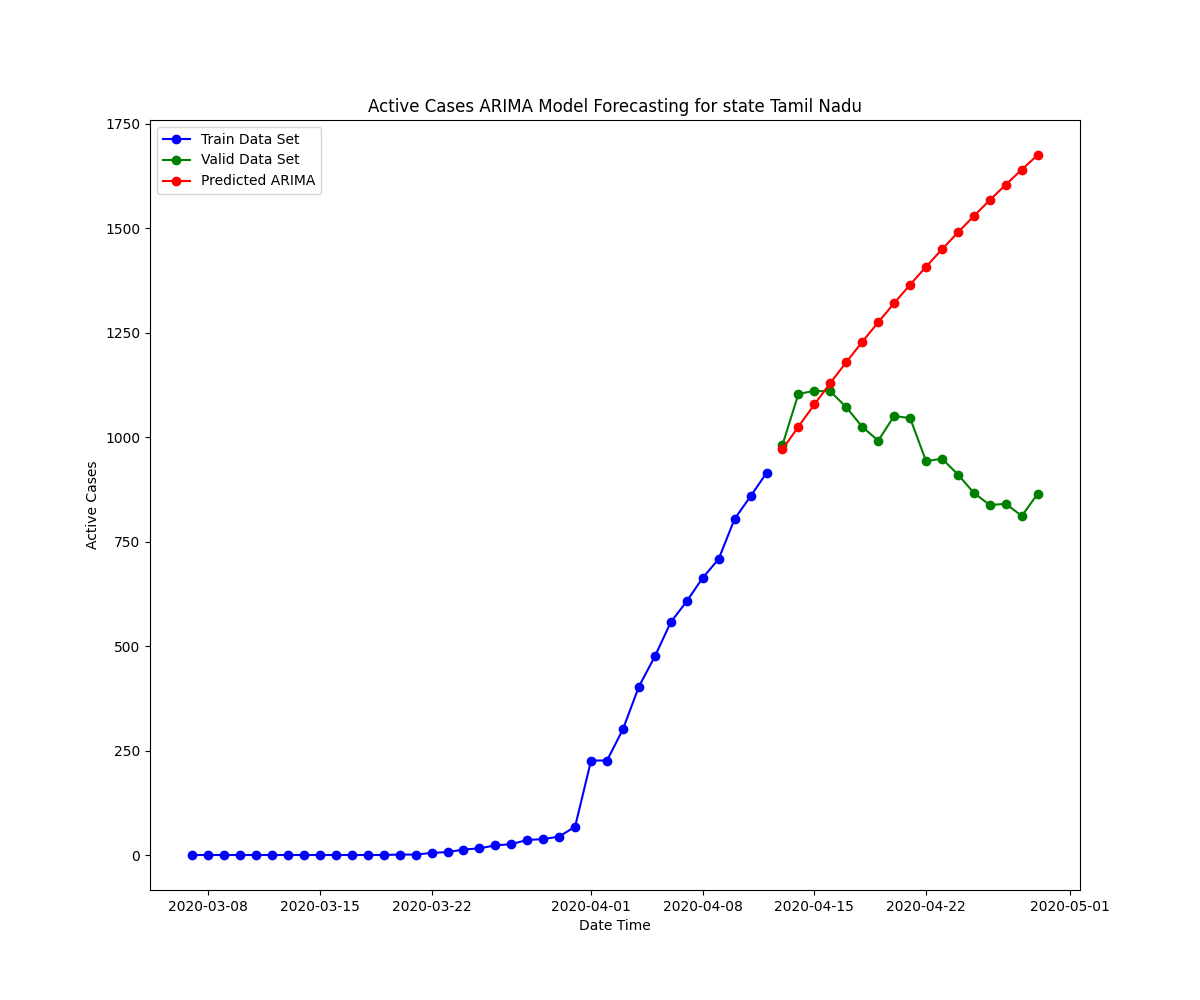 Active Cases ARIMA Model Forecasting for state Tamil Nadu
Train Data Set
Valid Data Set
Predicted ARIMA
1750
1500
1250
1000
750
500
250
0
Active Cases
2020-03-08 2020-03-15 2020-03-22 2020-04-01 2020-04-08 2020-04-15 2020-04-22 2020-05-01
Date Time